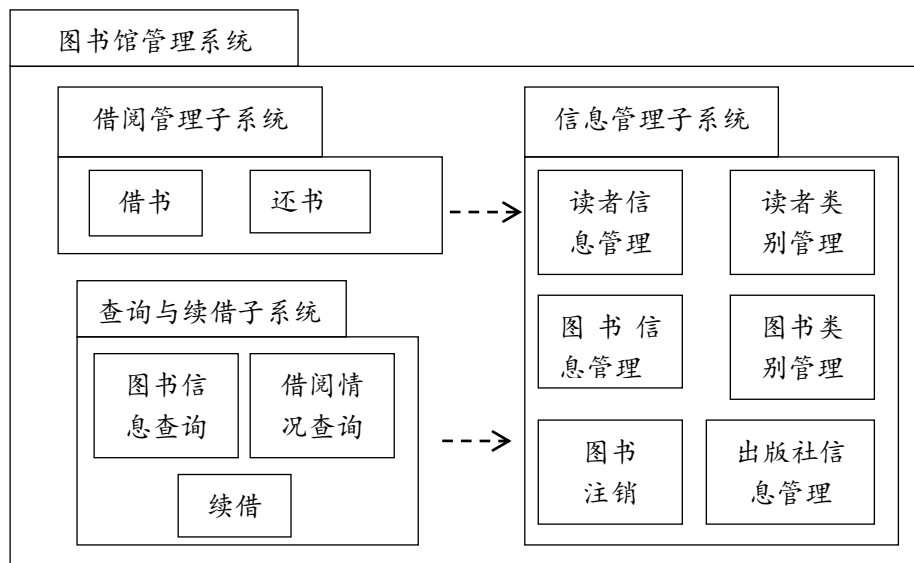 图书馆管理系统
借阅管理子系统
借书
还书
信息管理子系统
读者信
息管理
读者类
别管理
图 书 信
息管理
图书类
别管理
图书
注销
出版社信
息管理
查询与续借子系统
图书信
息查询
借阅情
况查询
续借